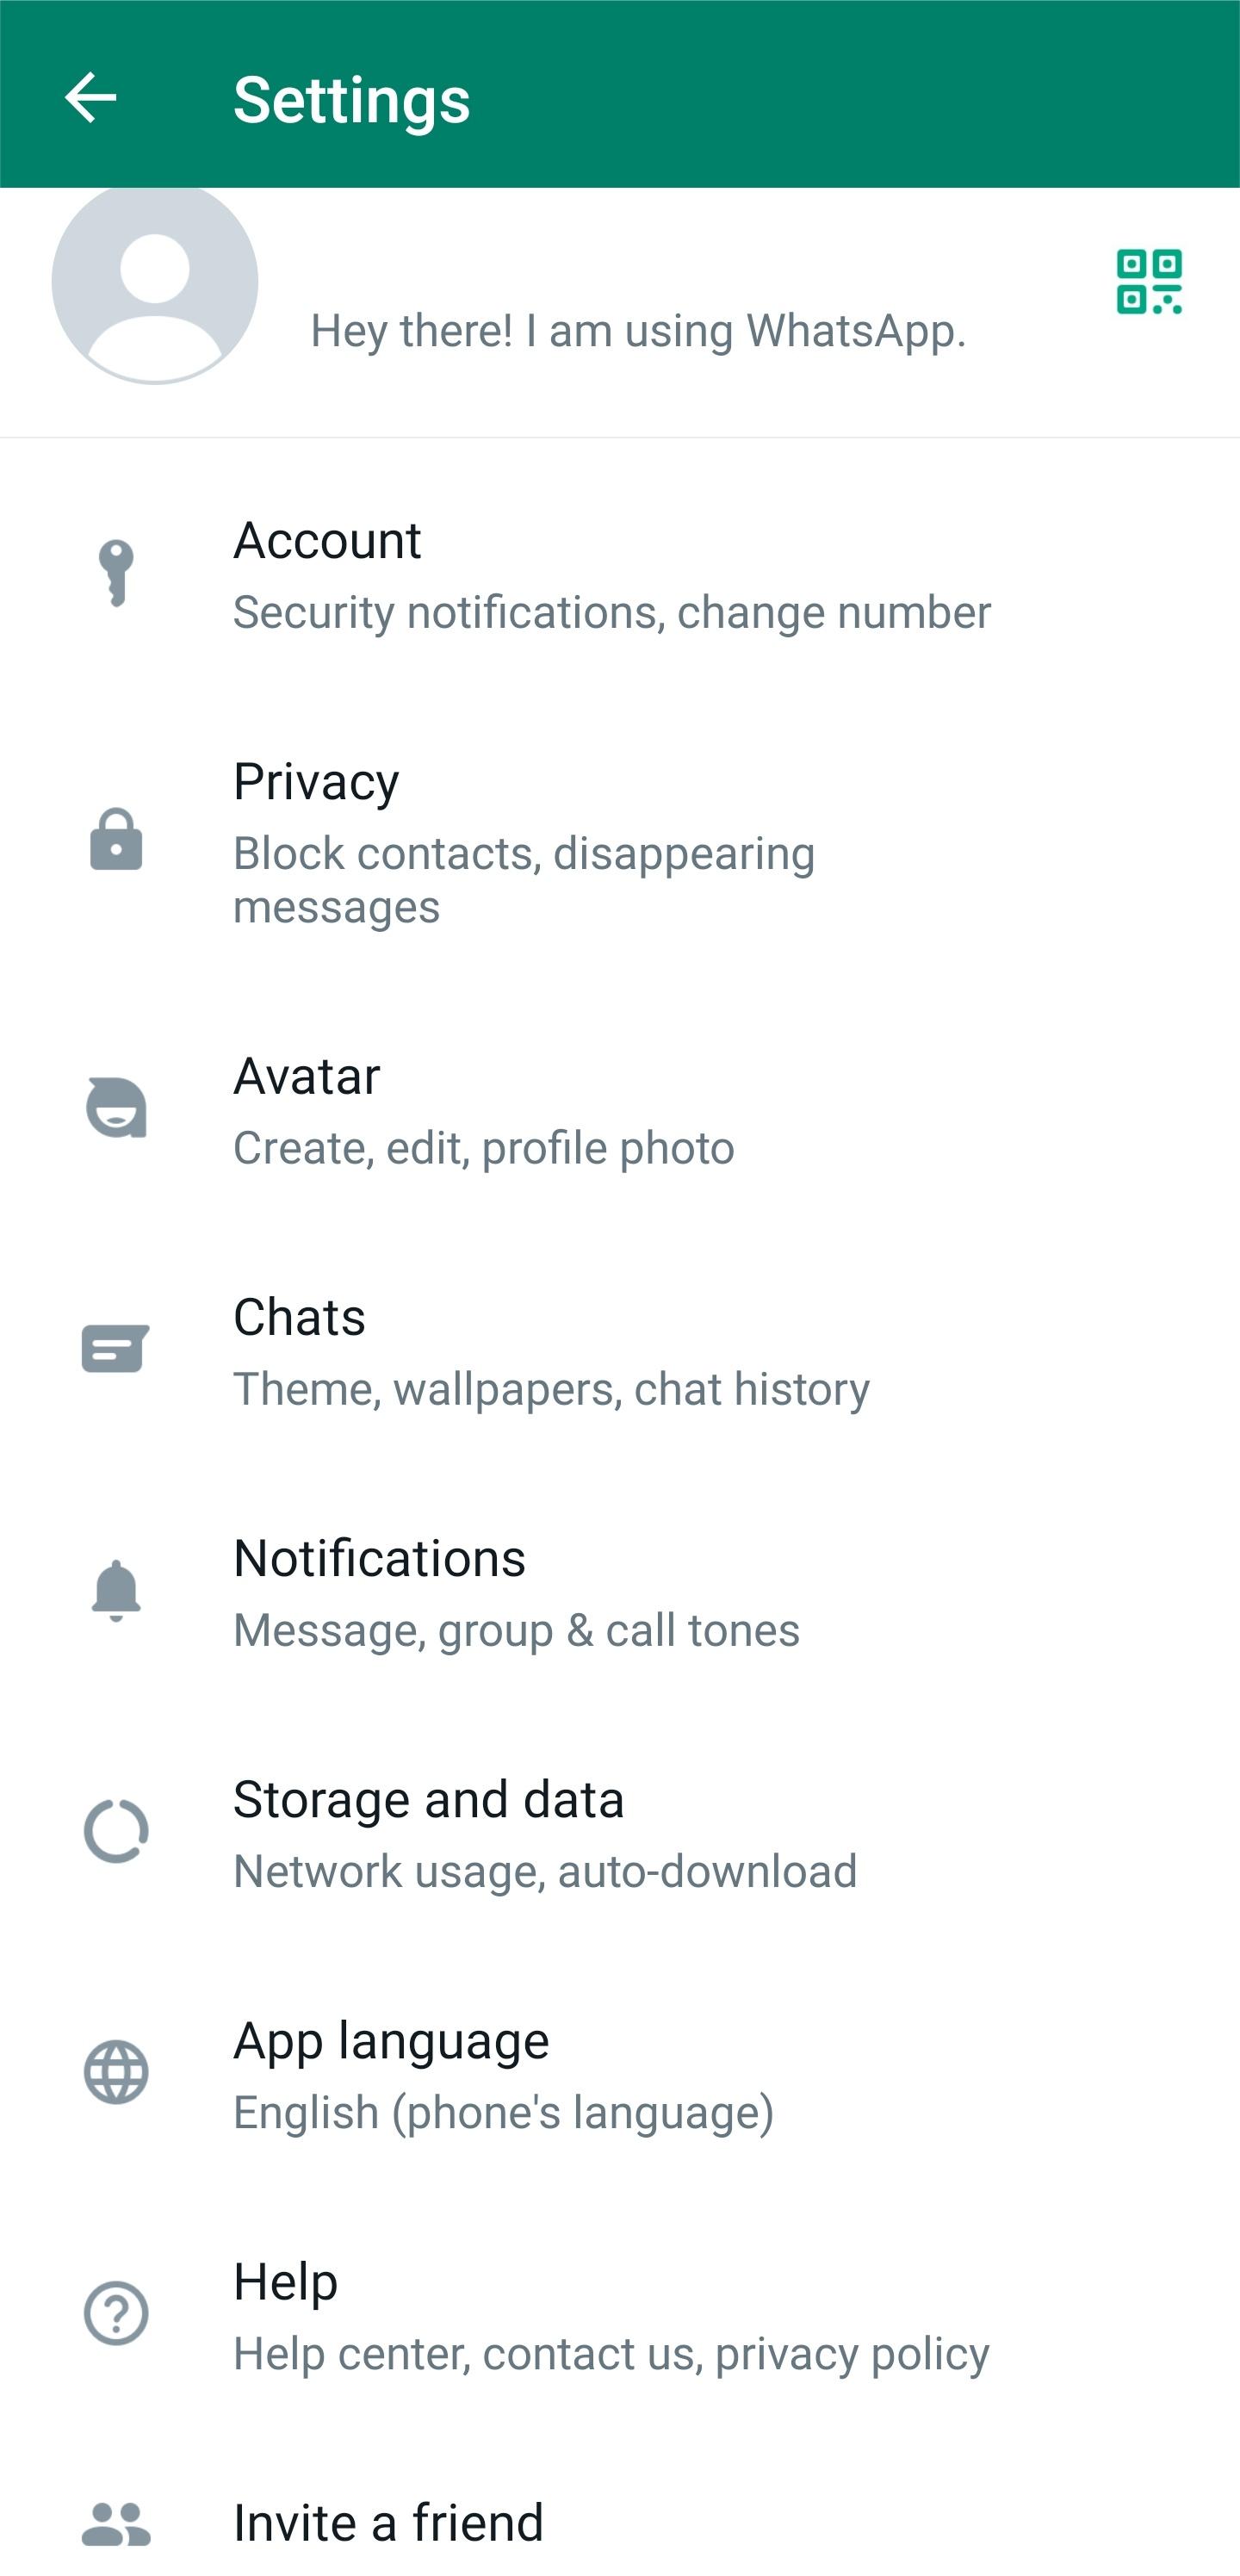 Settings
Hey there! I am using WhatsApp.
Account
Security notifications, change number
Privacy
Block contacts, disappearing
messages
Avatar
Create, edit, profile photo
Chats
Theme, wallpapers, chat history
Notifications
Message, group & call tones
Storage and data
Network usage, auto-download
App language
English (phone's language)
Help
Help center, contact us, privacy policy
Invite a friend